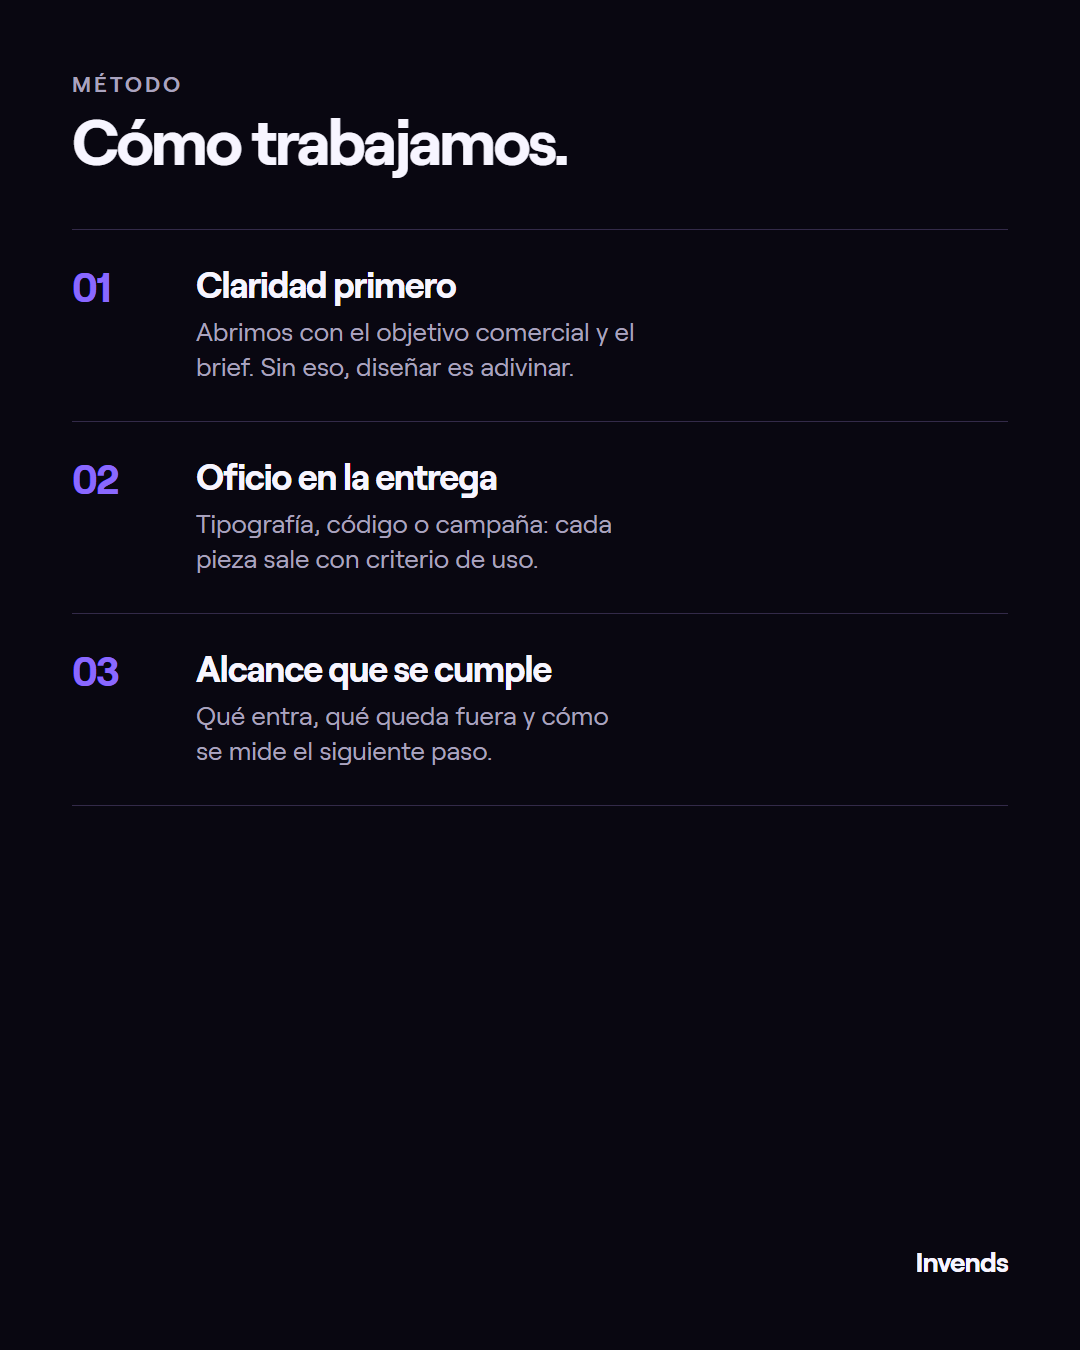 MÉTODO
Cómo trabajamos.
01
Claridad primero
Abrimos con el objetivo comercial y el
brief. Sin eso, diseñar es adivinar.
02
Oficio en la entrega
Tipografía, código o campaña: cada
pieza sale con criterio de uso.
03
Alcance que se cumple
Qué entra, qué queda fuera y cómo
se mide el siguiente paso.
Invends